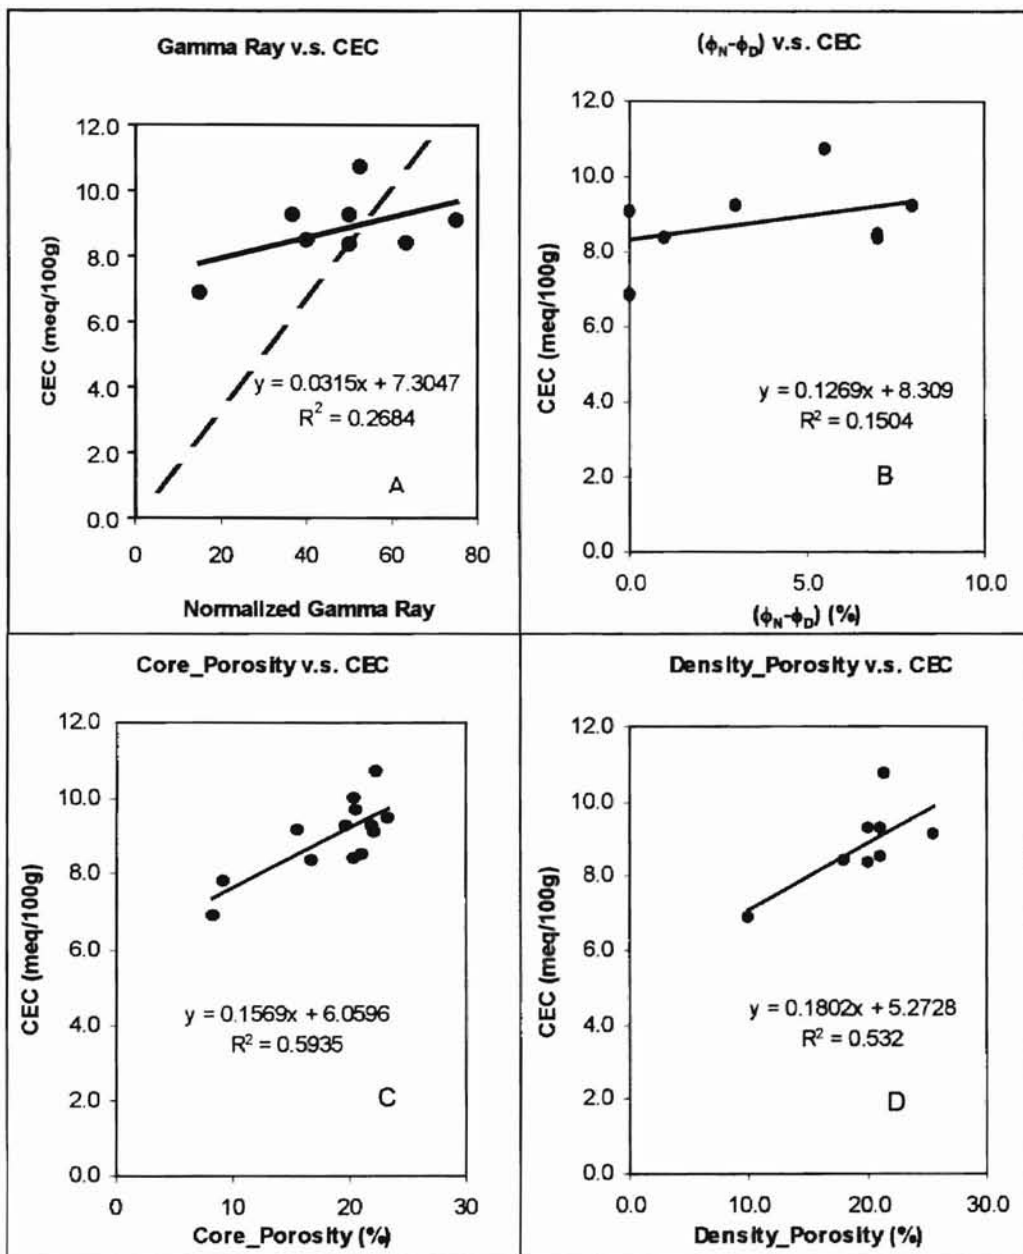 Gamma Ray v.s. CEC
12.0
10.0
8.0
6.0
4.0
2.0
0.0
CEC (meq/100g)
y = 0.0315x + 7.3047
R² = 0.2684
A
0 20 40 60 80
Normalized Gamma Ray
(ϕN-ϕD) v.s. CEC
12.0
10.0
8.0
6.0
4.0
2.0
0.0
CEC (meq/100g)
y = 0.1269x + 8.309
R² = 0.1504
B
0.0 5.0 10.0
(ϕN-ϕD) (%)
Core_Porosity v.s. CEC
12.0
10.0
8.0
6.0
4.0
2.0
0.0
CEC (meq/100g)
y = 0.1569x + 6.0596
R² = 0.5935
C
0 10 20 30
Core_Porosity (%)
Density_Porosity v.s. CEC
12.0
10.0
8.0
6.0
4.0
2.0
0.0
CEC (meq/100g)
y = 0.1802x + 5.2728
R² = 0.532
D
0.0 10.0 20.0 30.0
Density_Porosity (%)